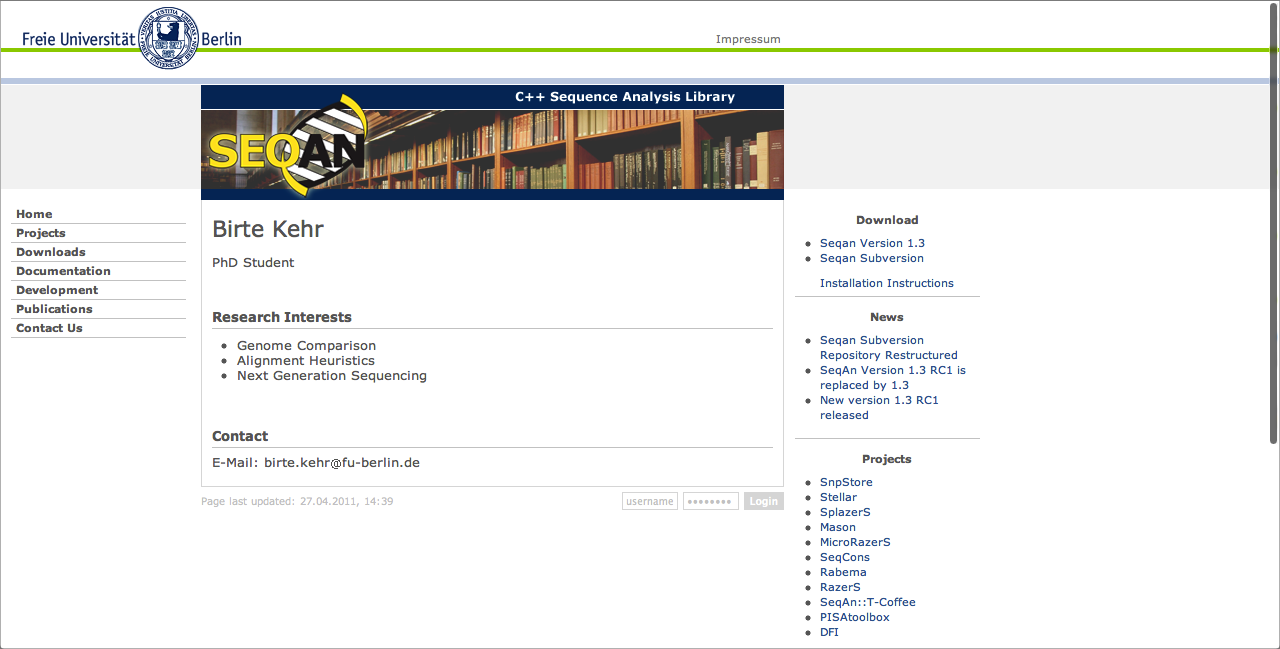 Freie Universität Berlin
Impressum
C++ Sequence Analysis Library
SEQAN
Home
Projects
Downloads
Documentation
Development
Publications
Contact Us
Birte Kehr
PhD Student
Research Interests
Genome Comparison
Alignment Heuristics
Next Generation Sequencing
Contact
E-Mail: birte.kehr@fu-berlin.de
Page last updated: 27.04.2011, 14:39
username
Login
Download
Seqan Version 1.3
Seqan Subversion
Installation Instructions
News
Seqan Subversion
Repository Restructured
SeqAn Version 1.3 RC1 is
replaced by 1.3
New version 1.3 RC1
released
Projects
SnpStore
Stellar
SplazerS
Mason
MicroRazerS
SeqCons
Rabema
RazerS
SeqAn::T-Coffee
PISAtoolbox
DFI